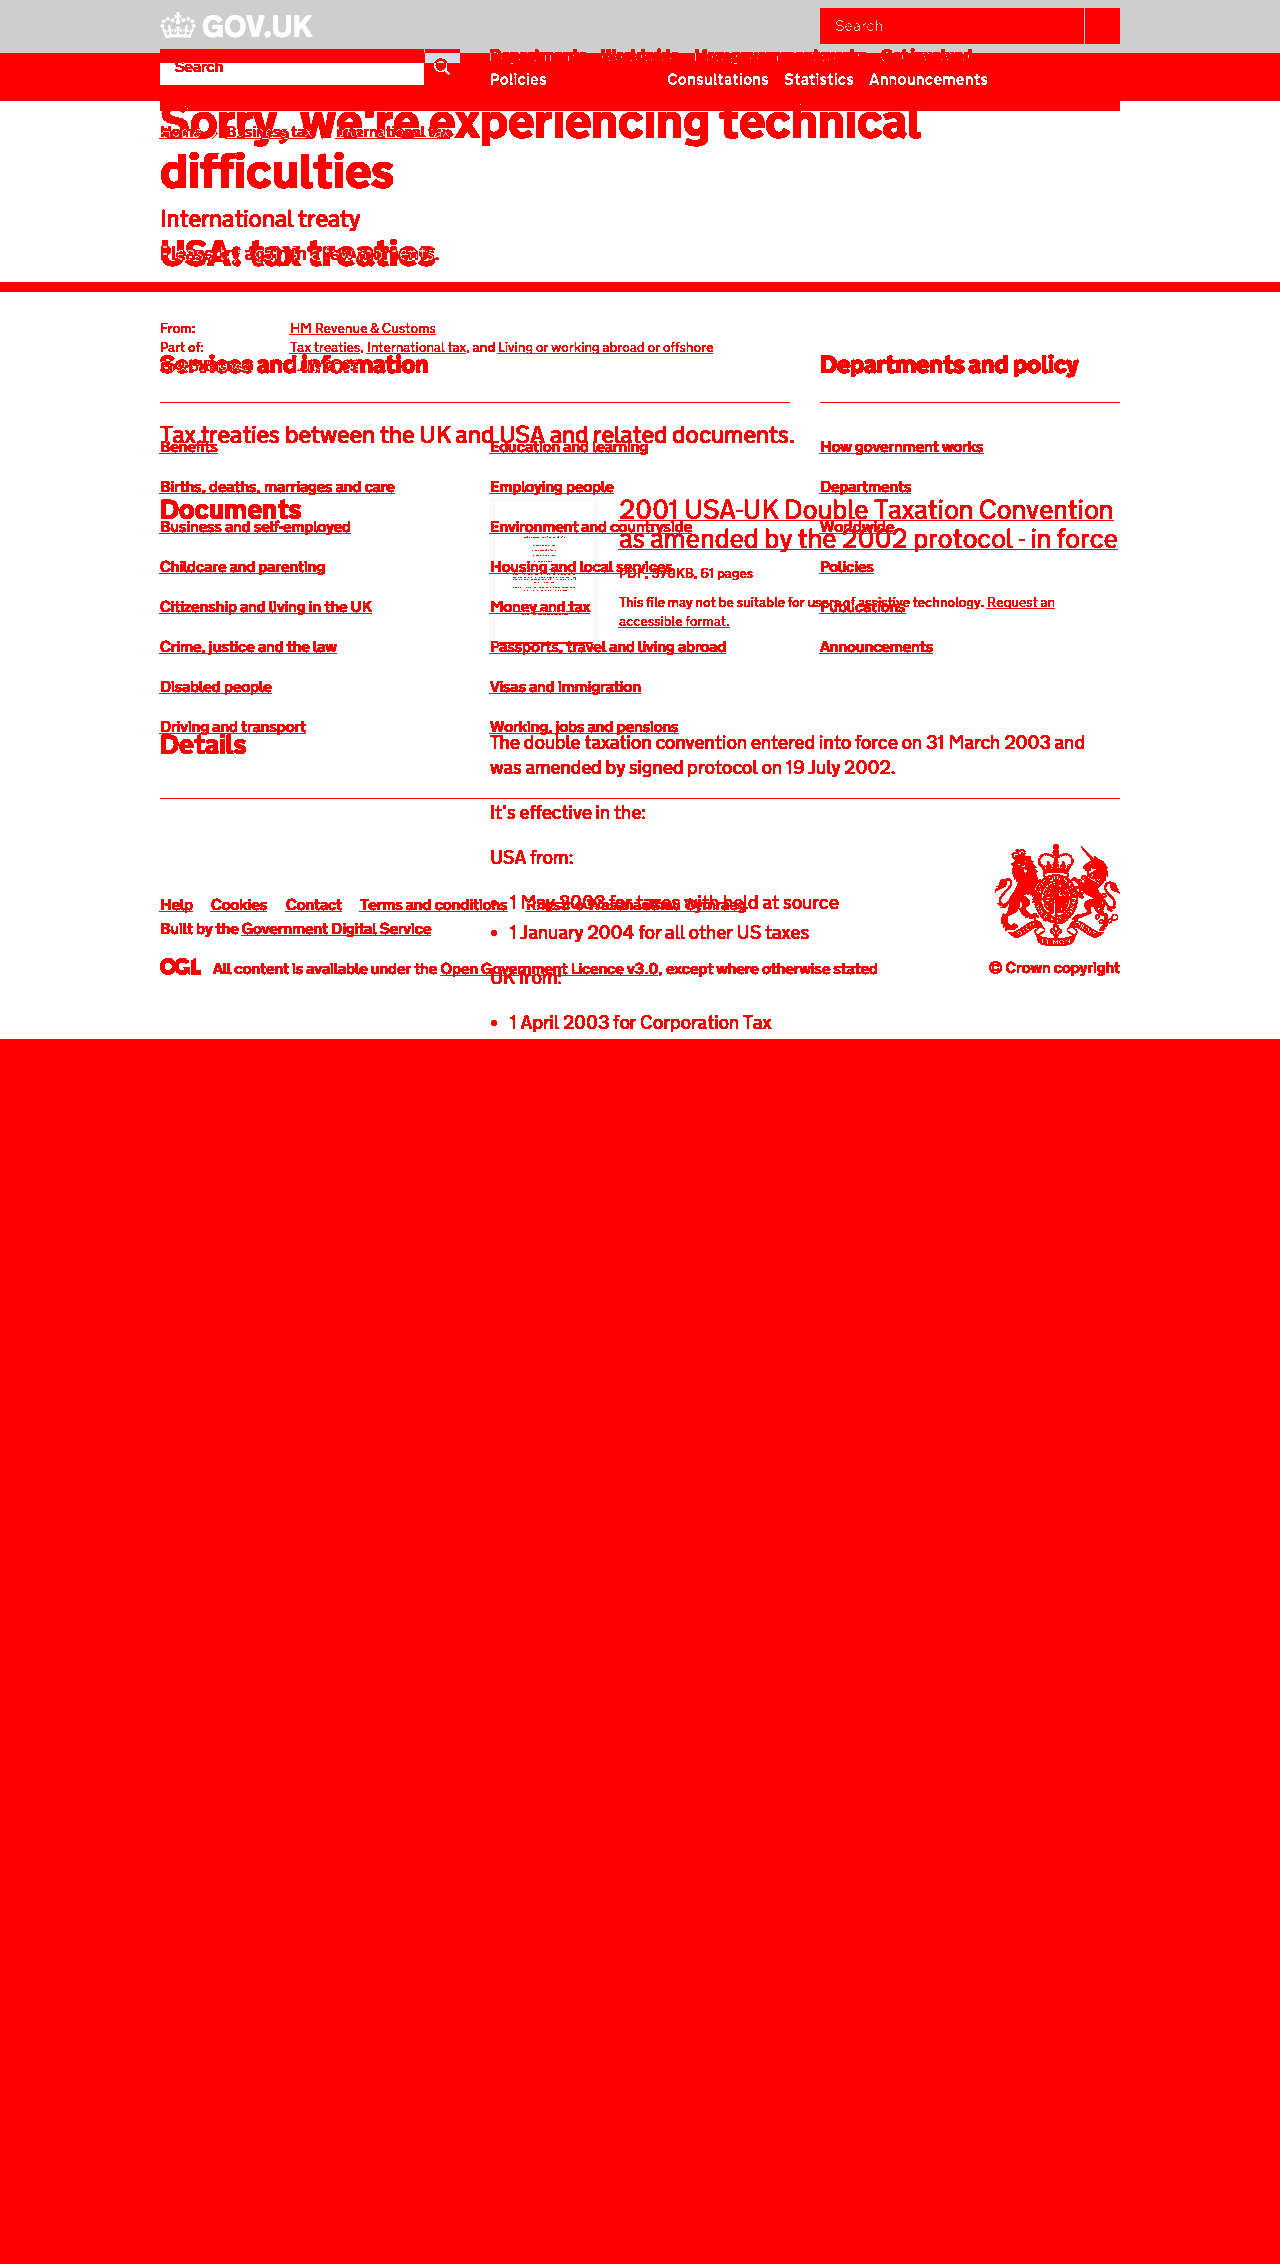 GOV.UK
Search
Search
Departments Worldwide How government works Get involved
Policies Consultations Statistics Announcements
Sorry, we're experiencing technical
Home Business tax International tax
difficulties
International treaty
USA: tax treaties
Please try again in a few moments.
From: HM Revenue & Customs
Part of: Tax treaties, International tax, and Living or working abroad or offshore
Services and information Departments and policy
Tax treaties between the UK and USA and related documents.
Benefits Education and learning How government works
Births, deaths, marriages and care Employing people Departments
Documents 2001 USA-UK Double Taxation Convention
Business and self-employed Environment and countryside Worldwide
as amended by the 2002 protocol - in force
Childcare and parenting Housing and local services Policies
PDF, 378KB, 61 pages
Citizenship and living in the UK Money and tax Publications
This file may not be suitable for users of assistive technology. Request an
accessible format.
Crime, justice and the law Passports, travel and living abroad Announcements
Disabled people Visas and immigration
Driving and transport Working, jobs and pensions
Details The double taxation convention entered into force on 31 March 2003 and
was amended by signed protocol on 19 July 2002.
It's effective in the:
USA from:
• 1 May 2003 for taxes with held at source
Help Cookies Contact Terms and conditions Rhestr o Wasanaethau Cymraeg
Built by the Government Digital Service
• 1 January 2004 for all other US taxes
OGL All content is available under the Open Government Licence v3.0, except where otherwise stated © Crown copyright
UK from:
• 1 April 2003 for Corporation Tax